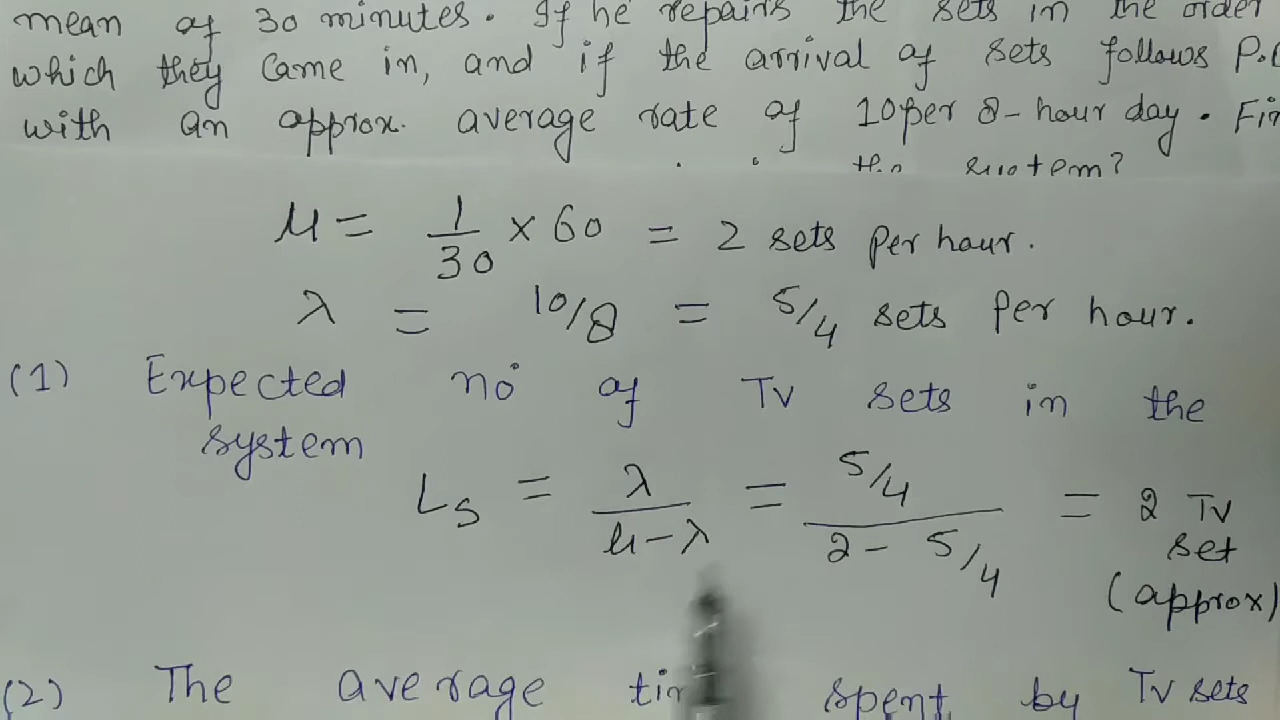 mean of 30 minutes. If he repairs the sets in the order
which they came in, and if the arrival of sets follows P.
with an approx. average rate of 10 per 8-hour day. Fin
the system?
μ = 1/30 × 60 = 2 sets per hour.
λ = 10/8 = 5/4 sets per hour.
(1) Expected no of Tv sets in the
system
Ls = λ/(μ-λ) = (5/4)/(2 - 5/4) = 2 Tv
set
(approx)
(2) The average spent by Tv sets